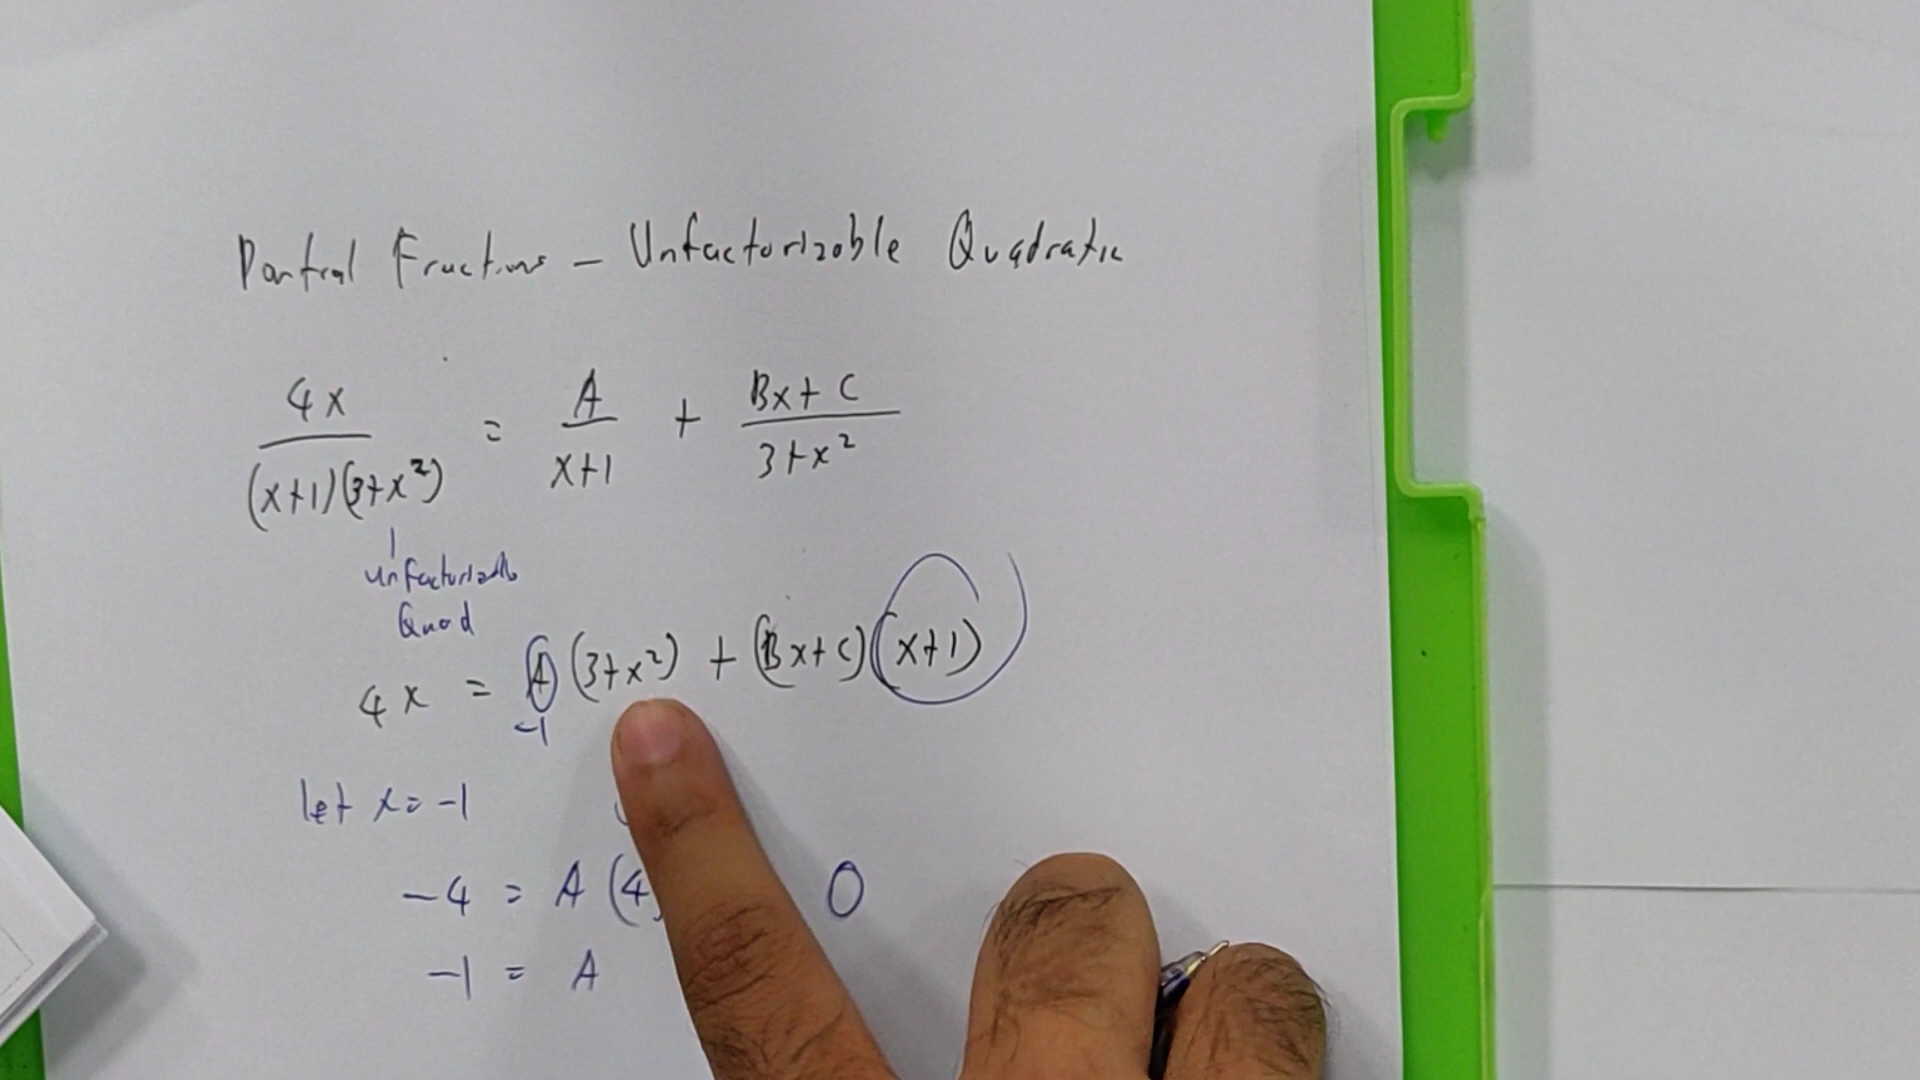 Partial Fractions – Unfactorizable Quadratic
4x / (x+1)(3+x²) = A / x+1 + Bx+C / 3+x²
Unfactorizable
Quad
4x = A(3+x²) + (Bx+C)(x+1)
-1
let x = -1
-4 = A(4) 0
-1 = A